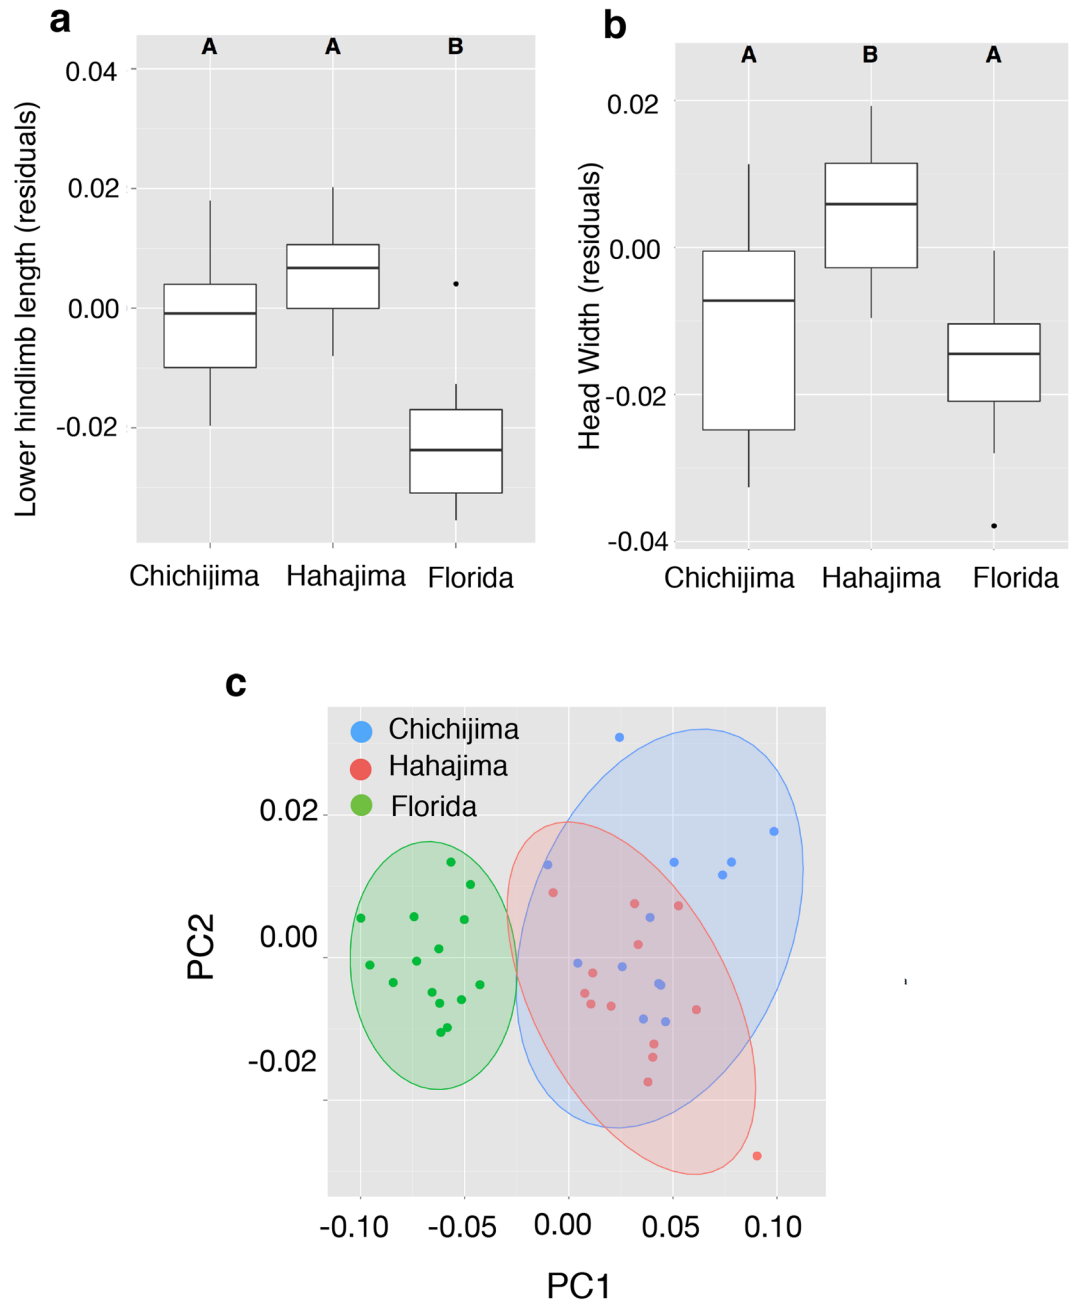 a
A A B
Lower hindlimb length (residuals)
0.04
0.02
0.00
-0.02
Chichijima Hahajima Florida
b
A B A
Head Width (residuals)
0.02
0.00
-0.02
-0.04
Chichijima Hahajima Florida
c
Chichijima
Hahajima
Florida
PC2
0.02
0.00
-0.02
-0.10 -0.05 0.00 0.05 0.10
PC1